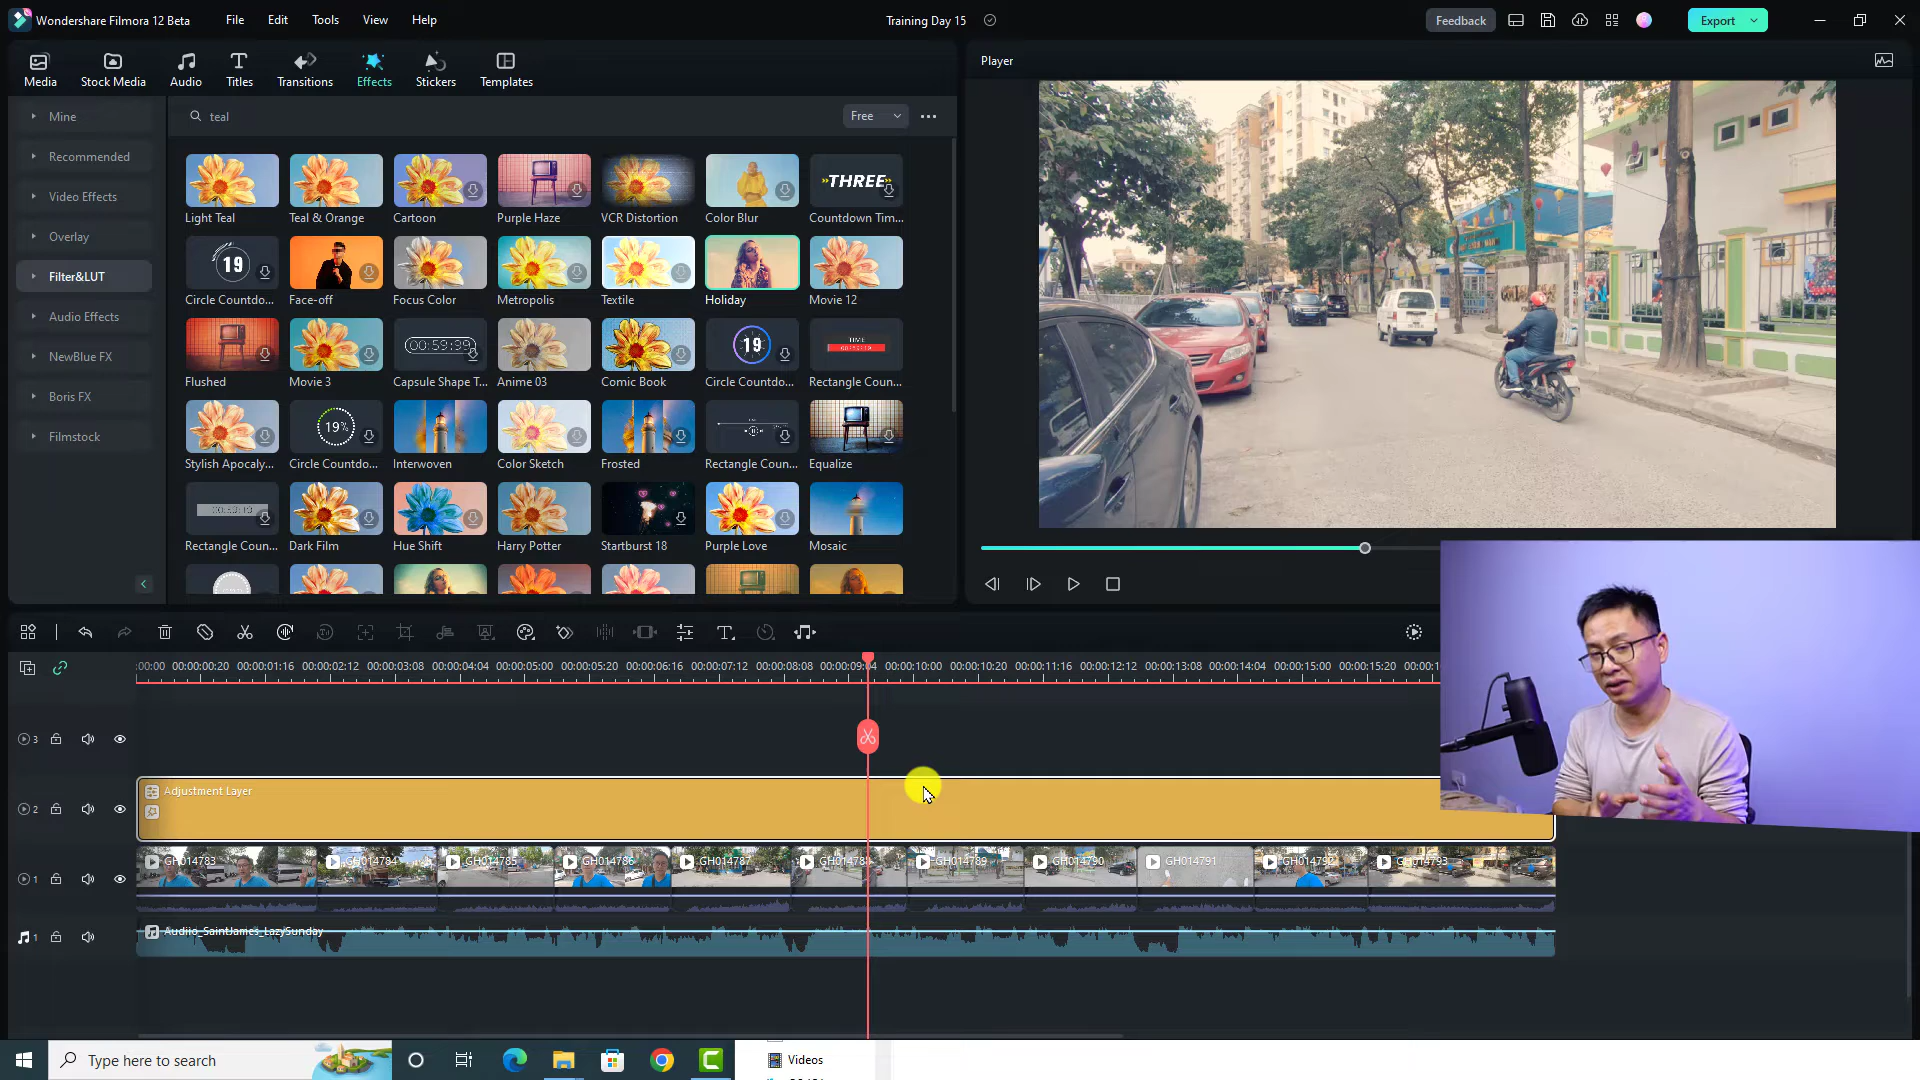 Wondershare Filmora 12 Beta
File
Edit
Tools
View
Help
Training Day 15
Feedback
Export
Media
Stock Media
Audio
Titles
Transitions
Effects
Stickers
Templates
Player
Mine
Recommended
Video Effects
Overlay
Filter&LUT
Audio Effects
NewBlue FX
Boris FX
Filmstock
teal
Free
Light Teal
Teal & Orange
Cartoon
Purple Haze
VCR Distortion
Color Blur
»THREE«
Countdown Tim...
19
Circle Countdo...
Face-off
Focus Color
Metropolis
Textile
Holiday
Movie 12
Flushed
Movie 3
00:59:99
Capsule Shape T...
Anime 03
Comic Book
19
Circle Countdo...
TIME
Rectangle Coun...
Stylish Apocaly...
19%
Circle Countdo...
Interwoven
Color Sketch
Frosted
Rectangle Coun...
Equalize
Rectangle Coun...
Dark Film
Hue Shift
Harry Potter
Startburst 18
Purple Love
Mosaic
:00:00 00:00:00:20 00:00:01:16 00:00:02:12 00:00:03:08 00:00:04:04 00:00:05:00 00:00:05:20 00:00:06:16 00:00:07:12 00:00:08:08 00:00:09:04 00:00:10:00 00:00:10:20 00:00:11:16 00:00:12:12 00:00:13:08 00:00:14:04 00:00:15:00 00:00:15:20 00:00:1
3
2
Adjustment Layer
1
GH014783
GH014784
GH014785
GH014786
GH014787
GH01478
GH014789
GH014790
GH014791
GH014793
1
Audiio_SaintJames_LazySunday
Type here to search
Videos